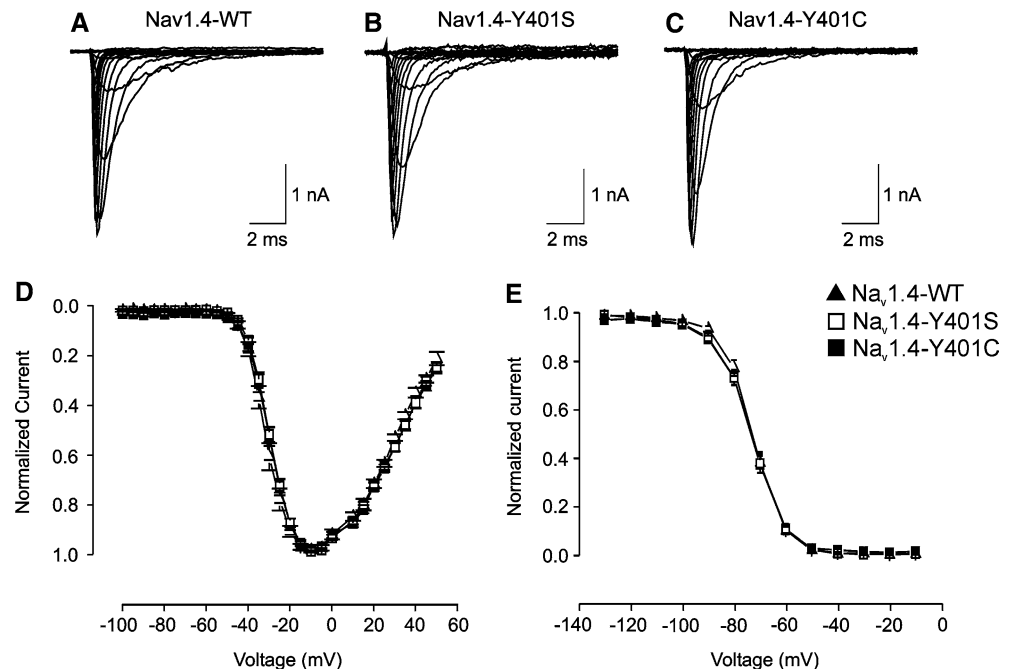 A Nav1.4-WT
B Nav1.4-Y401S
C Nav1.4-Y401C
1 nA
2 ms
1 nA
2 ms
1 nA
2 ms
D
0.0
0.2
0.4
0.6
0.8
1.0
Normalized Current
-100 -80 -60 -40 -20 0 20 40 60
Voltage (mV)
E
1.0
0.8
0.6
0.4
0.2
0.0
Normalized current
-140 -120 -100 -80 -60 -40 -20 0
Voltage (mV)
Nav1.4-WT
Nav1.4-Y401S
Nav1.4-Y401C